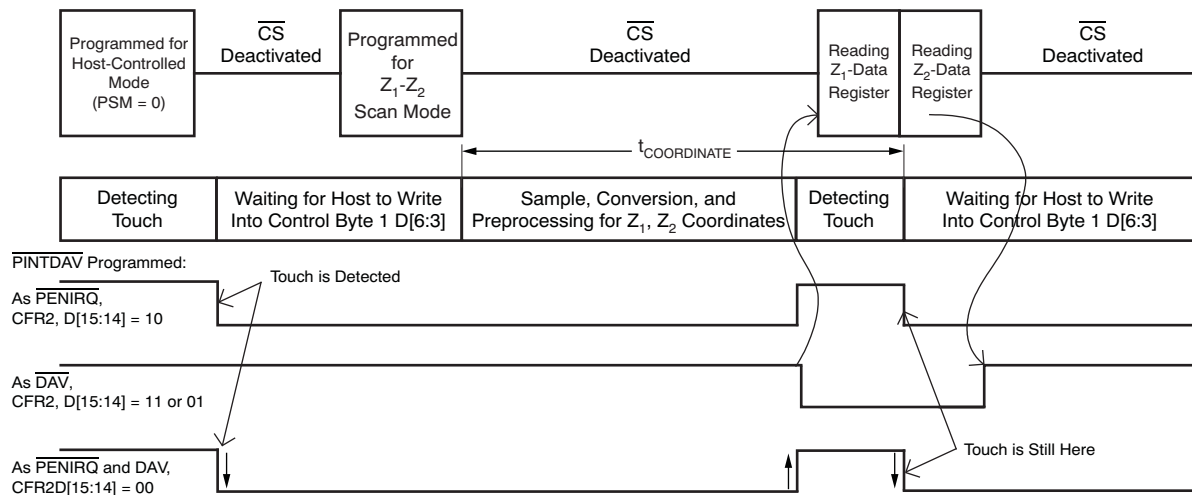 Programmed for
Host-Controlled
Mode
(PSM = 0)
CS
Deactivated
Programmed
for
Z1-Z2
Scan Mode
CS
Deactivated
Reading
Z1-Data
Register
Reading
Z2-Data
Register
CS
Deactivated
tCOORDINATE
Detecting
Touch
Waiting for Host to Write
Into Control Byte 1 D[6:3]
Sample, Conversion, and
Preprocessing for Z1, Z2 Coordinates
Detecting
Touch
Waiting for Host to Write
Into Control Byte 1 D[6:3]
PINTDAV Programmed:
Touch is Detected
As PENIRQ,
CFR2, D[15:14] = 10
As DAV,
CFR2, D[15:14] = 11 or 01
Touch is Still Here
As PENIRQ and DAV,
CFR2D[15:14] = 00